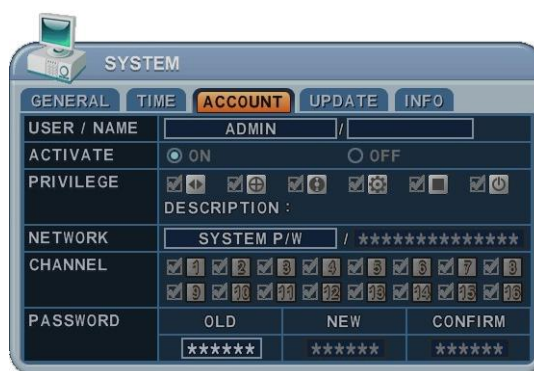 SYSTEM
GENERAL TIME ACCOUNT UPDATE INFO
USER / NAME ADMIN /
ACTIVATE ON OFF
PRIVILEGE
DESCRIPTION :
NETWORK SYSTEM P/W / **************
CHANNEL 1 2 3 4 5 6 7 8
9 10 11 12 13 14 15 16
PASSWORD OLD NEW CONFIRM
****** ****** ******